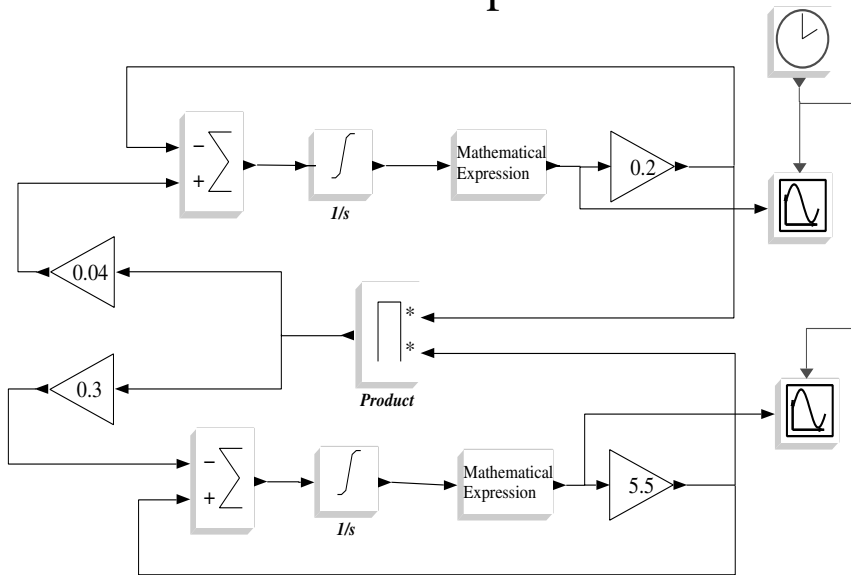 −
+
1/s
Mathematical
Expression
0.2
0.04
*
*
Product
0.3
−
+
1/s
Mathematical
Expression
5.5